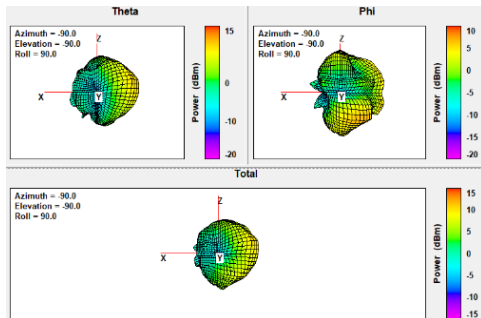 Theta
Azimuth = -90.0
Elevation = -90.0
Roll = 90.0
Z
X
Y
Power (dBm)
15
0
-10
-20
Phi
Azimuth = -90.0
Elevation = -90.0
Roll = 90.0
Z
X
Y
Power (dBm)
10
5
0
-5
-10
-15
-20
Total
Azimuth = -90.0
Elevation = -90.0
Roll = 90.0
Z
X
Y
Power (dBm)
15
10
5
0
-5
-10
-15